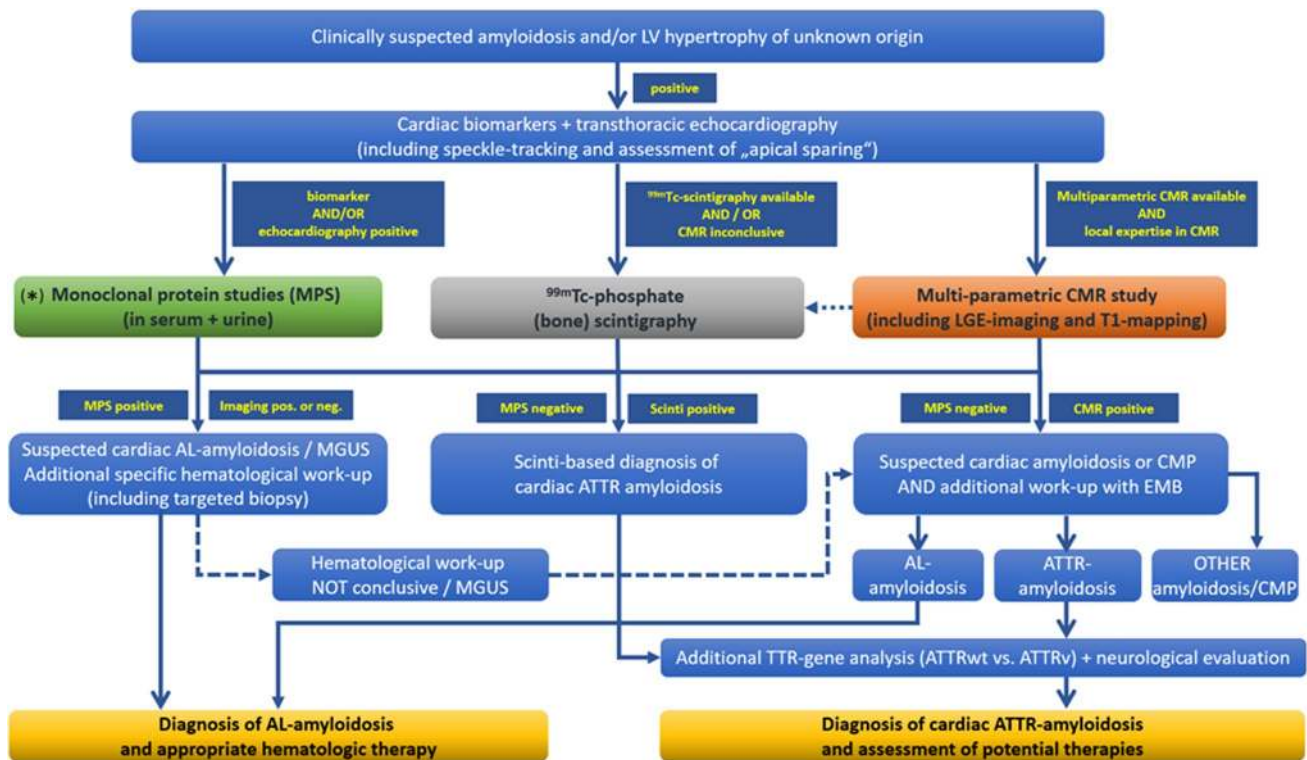 Clinically suspected amyloidosis and/or LV hypertrophy of unknown origin
positive
Cardiac biomarkers + transthoracic echocardiography
(including speckle-tracking and assessment of „apical sparing“)
biomarker
AND/OR
echocardiography positive
⁹⁹ᵐTc-scintigraphy available
AND / OR
CMR inconclusive
Multiparametric CMR available
AND
local expertise in CMR
(*) Monoclonal protein studies (MPS)
(in serum + urine)
⁹⁹ᵐTc-phosphate
(bone) scintigraphy
Multi-parametric CMR study
(including LGE-imaging and T1-mapping)
MPS positive
Imaging pos. or neg.
MPS negative
Scinti positive
MPS negative
CMR positive
Suspected cardiac AL-amyloidosis / MGUS
Additional specific hematological work-up
(including targeted biopsy)
Scinti-based diagnosis of
cardiac ATTR amyloidosis
Suspected cardiac amyloidosis or CMP
AND additional work-up with EMB
Hematological work-up
NOT conclusive / MGUS
AL-
amyloidosis
ATTR-
amyloidosis
OTHER
amyloidosis/CMP
Additional TTR-gene analysis (ATTRwt vs. ATTRv) + neurological evaluation
Diagnosis of AL-amyloidosis
and appropriate hematologic therapy
Diagnosis of cardiac ATTR-amyloidosis
and assessment of potential therapies